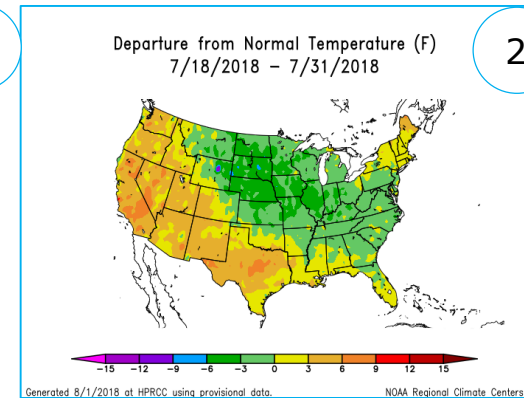 Departure from Normal Temperature (F)
7/18/2018 – 7/31/2018
2
-15 -12 -9 -6 -3 0 3 6 9 12 15
Generated 8/1/2018 at HPRCC using provisional data. NOAA Regional Climate Centers